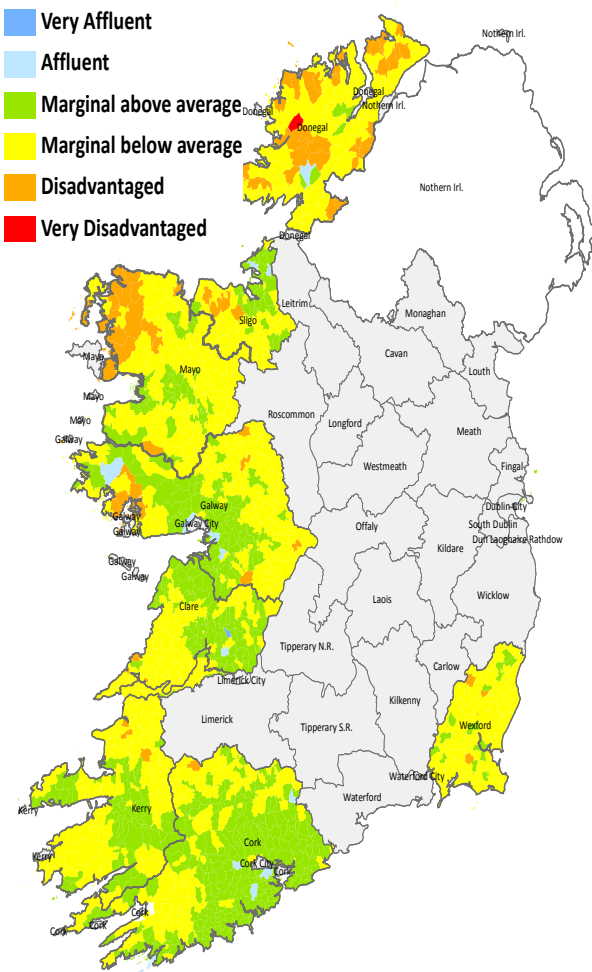 Very Affluent
Affluent
Marginal above average
Marginal below average
Disadvantaged
Very Disadvantaged
Nothern Irl.
Donegal
Nothern Irl.
Donegal
Donegal
Nothern Irl.
Donegal
Leitrim
Monaghan
Sligo
Cavan
Mayo
Louth
Mayo
Mayo
Roscommon
Mayo
Longford
Meath
Galway
Westmeath
Fingal
Galway
Dublin City
Galway
Galway City
Offaly
South Dublin
Galway
Dun Laoghaire Rathdown
Kildare
Galway
Galway
Wicklow
Laois
Clare
Tipperary N.R.
Carlow
Limerick City
Kilkenny
Limerick
Tipperary S.R.
Wexford
Waterford City
Waterford
Kerry
Kerry
Cork
Kerry
Cork City
Cork
Cork
Cork
Cork